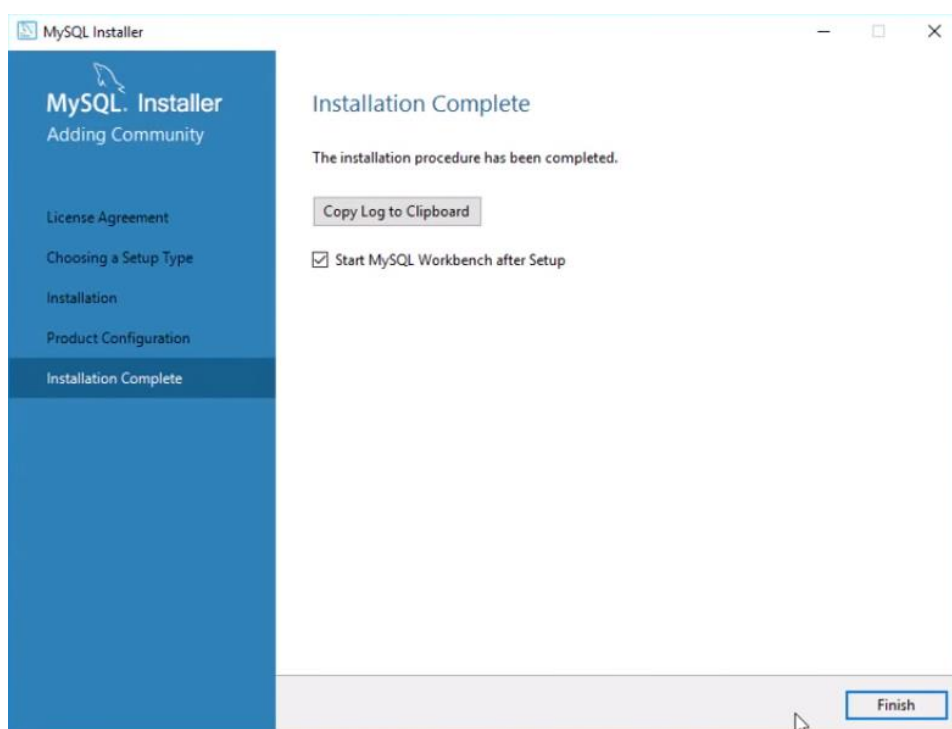 MySQL Installer
MySQL. Installer
Adding Community
License Agreement
Choosing a Setup Type
Installation
Product Configuration
Installation Complete
Installation Complete
The installation procedure has been completed.
Copy Log to Clipboard
Start MySQL Workbench after Setup
Finish